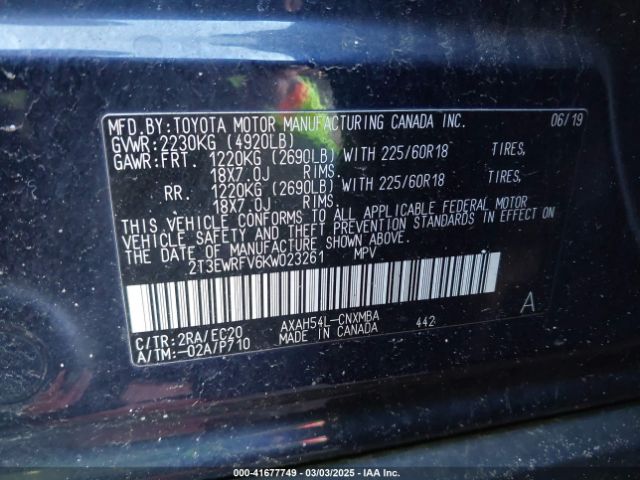 MFD.BY:TOYOTA MOTOR MANUFACTURING CANADA INC. 06/19
GVWR:2230KG (4920LB)
GAWR:FRT. 1220KG (2690LB) WITH 225/60R18 TIRES,
18X7.0J RIMS.
RR. 1220KG (2690LB) WITH 225/60R18 TIRES,
18X7.0J RIMS.
THIS VEHICLE CONFORMS TO ALL APPLICABLE FEDERAL MOTOR
VEHICLE SAFETY AND THEFT PREVENTION STANDARDS IN EFFECT ON
THE DATE OF MANUFACTURE SHOWN ABOVE.
2T3EWRFV6KW023261 MPV
C/TR:2RA/EC20 AXAH54L-CNXMBA 442 A
A/TM:-02A/P710 MADE IN CANADA
000-41677749 - 03/03/2025 - IAA Inc.